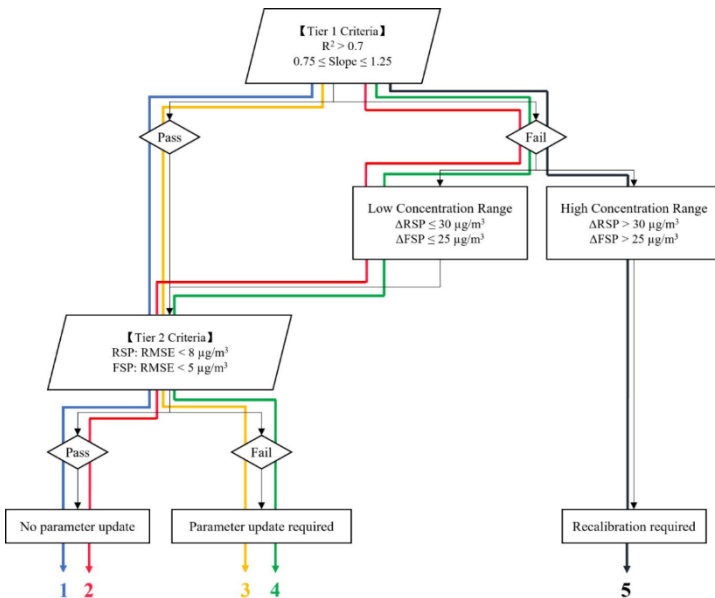 【Tier 1 Criteria】
R² > 0.7
0.75 ≤ Slope ≤ 1.25
Pass
Fail
Low Concentration Range
ΔRSP ≤ 30 µg/m³
ΔFSP ≤ 25 µg/m³
High Concentration Range
ΔRSP > 30 µg/m³
ΔFSP > 25 µg/m³
【Tier 2 Criteria】
RSP: RMSE < 8 µg/m³
FSP: RMSE < 5 µg/m³
Pass
Fail
No parameter update
Parameter update required
Recalibration required
1
2
3
4
5